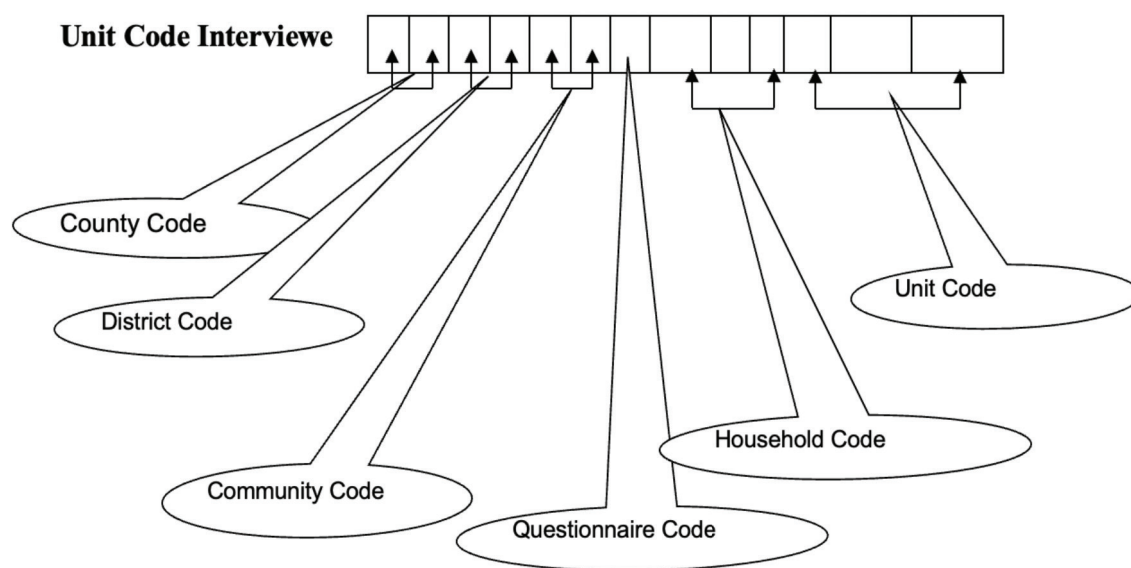 Unit Code Interviewe
County Code
Unit Code
District Code
Household Code
Community Code
Questionnaire Code